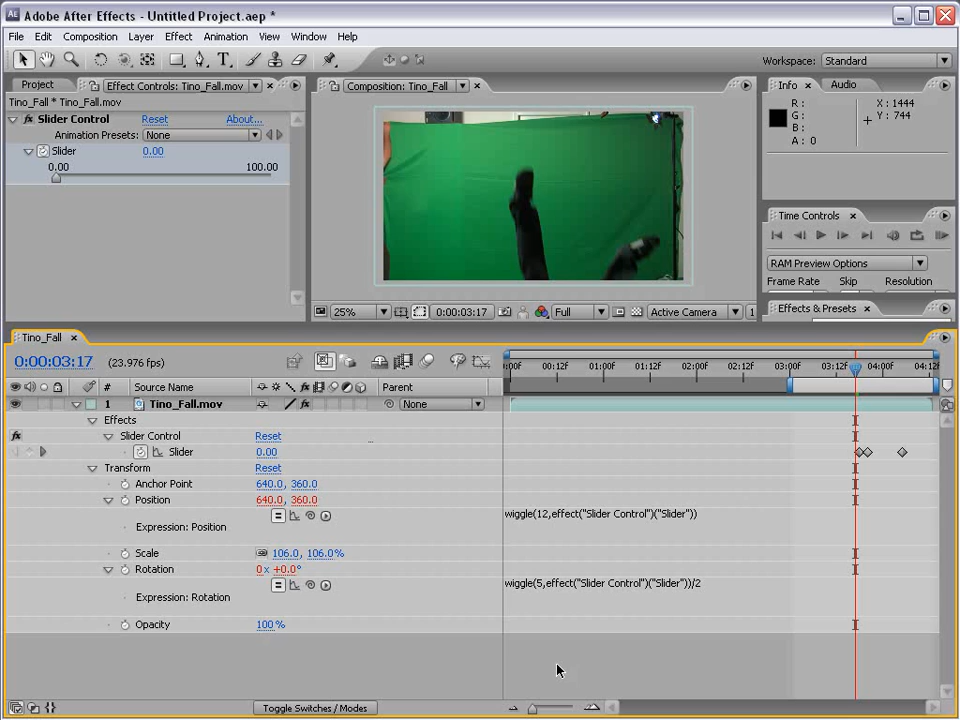 Adobe After Effects - Untitled Project.aep *
File Edit Composition Layer Effect Animation View Window Help
Workspace: Standard
Project Effect Controls: Tino_Fall.mov
Tino_Fall * Tino_Fall.mov
Slider Control Reset About...
Animation Presets: None
Slider 0.00
0.00 100.00
Composition: Tino_Fall
25% 0:00:03:17 Full Active Camera 1
Info Audio
R: X: 1444
G: Y: 744
B:
A: 0
Time Controls
RAM Preview Options
Frame Rate Skip Resolution
Effects & Presets
Tino_Fall
0:00:03:17 (23.976 fps)
:00F 00:12F 01:00F 01:12F 02:00F 02:12F 03:00F 03:12F 04:00F 04:12F
# Source Name Parent
1 Tino_Fall.mov None
Effects
Slider Control Reset
Slider 0.00
Transform Reset
Anchor Point 640.0, 360.0
Position 640.0, 360.0
wiggle(12,effect("Slider Control")("Slider"))
Expression: Position
Scale 106.0, 106.0%
Rotation 0x +0.0°
wiggle(5,effect("Slider Control")("Slider"))/2
Expression: Rotation
Opacity 100%
Toggle Switches / Modes